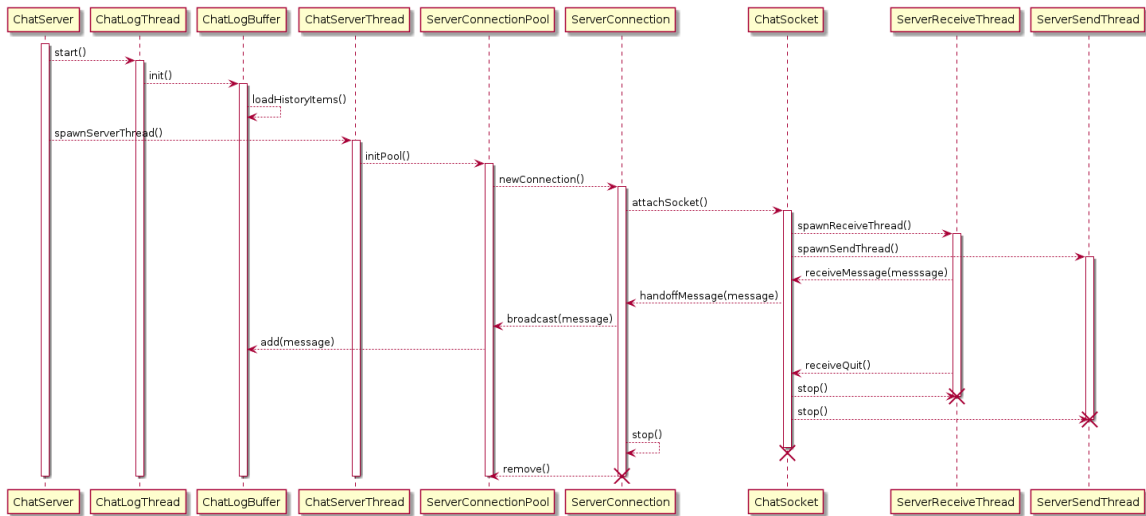 ChatServer ChatLogThread ChatLogBuffer ChatServerThread ServerConnectionPool ServerConnection ChatSocket ServerReceiveThread ServerSendThread
start()
init()
loadHistoryItems()
spawnServerThread()
initPool()
newConnection()
attachSocket()
spawnReceiveThread()
spawnSendThread()
receiveMessage(messsage)
handoffMessage(message)
broadcast(message)
add(message)
receiveQuit()
stop()
stop()
stop()
remove()
ChatServer ChatLogThread ChatLogBuffer ChatServerThread ServerConnectionPool ServerConnection ChatSocket ServerReceiveThread ServerSendThread